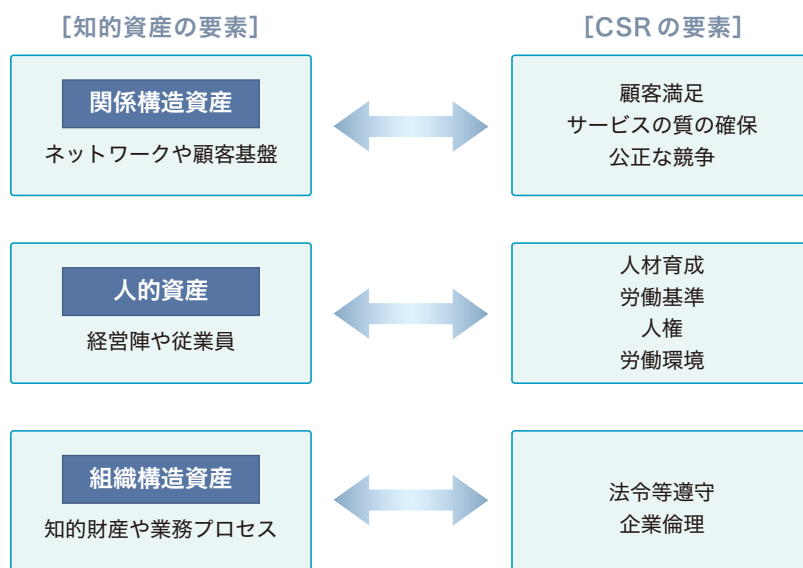 [知的資産の要素]
[CSRの要素]
関係構造資産
ネットワークや顧客基盤
顧客満足
サービスの質の確保
公正な競争
人的資産
経営陣や従業員
人材育成
労働基準
人権
労働環境
組織構造資産
知的財産や業務プロセス
法令等遵守
企業倫理